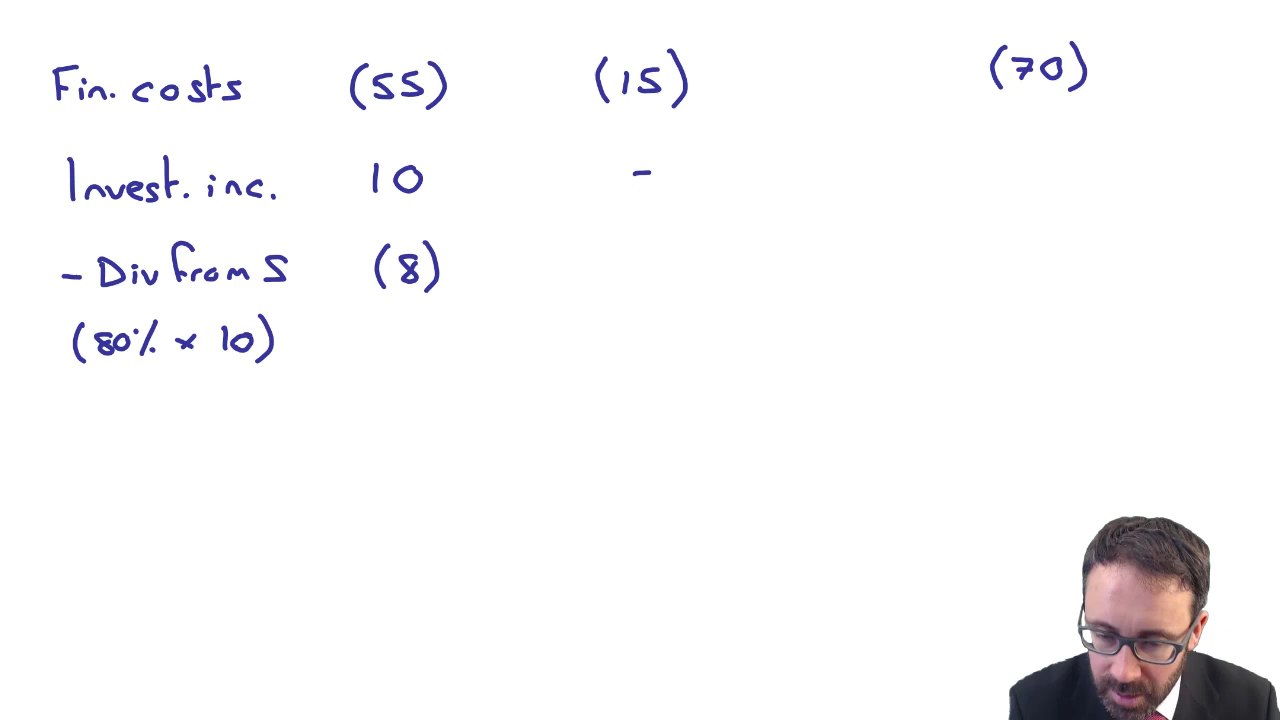 Fin. costs (55) (15) (70)
Invest. inc. 10 -
- Div from S (8)
(80% x 10)